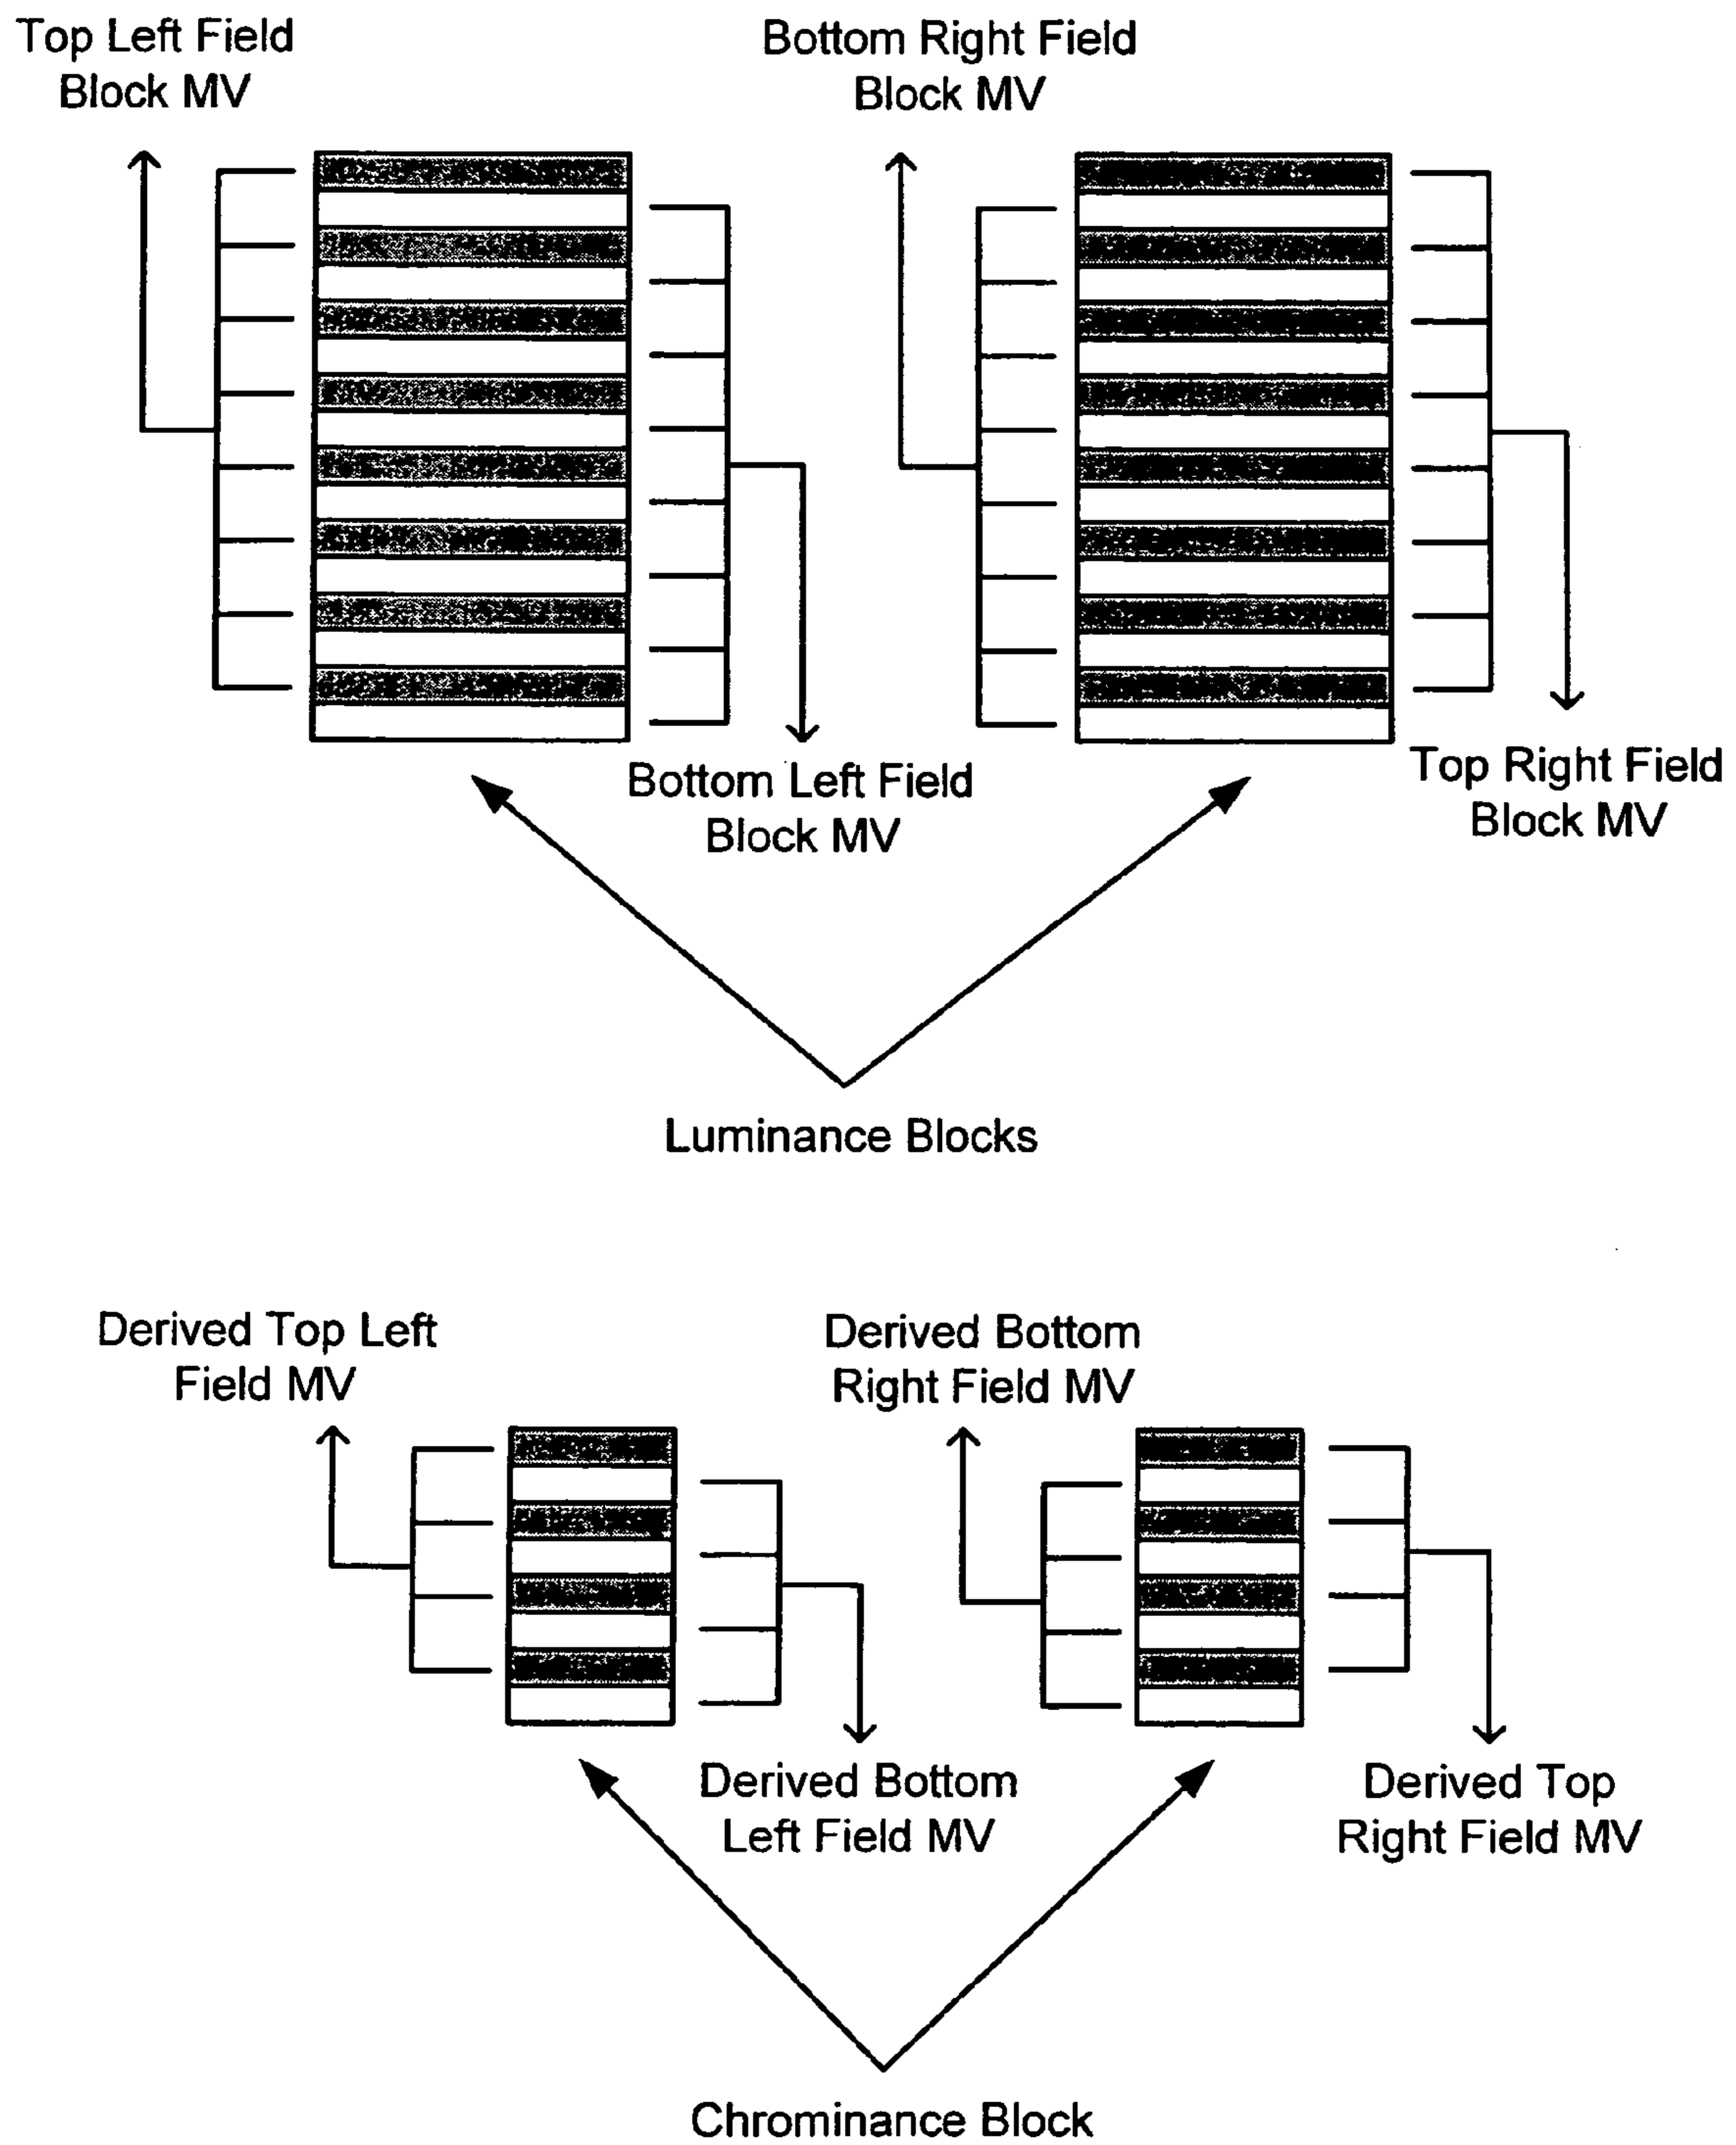 Top Left Field
Block MV
Bottom Right Field
Block MV
Bottom Left Field
Block MV
Top Right Field
Block MV
Luminance Blocks
Derived Top Left
Field MV
Derived Bottom
Right Field MV
Derived Bottom
Left Field MV
Derived Top
Right Field MV
Chrominance Block